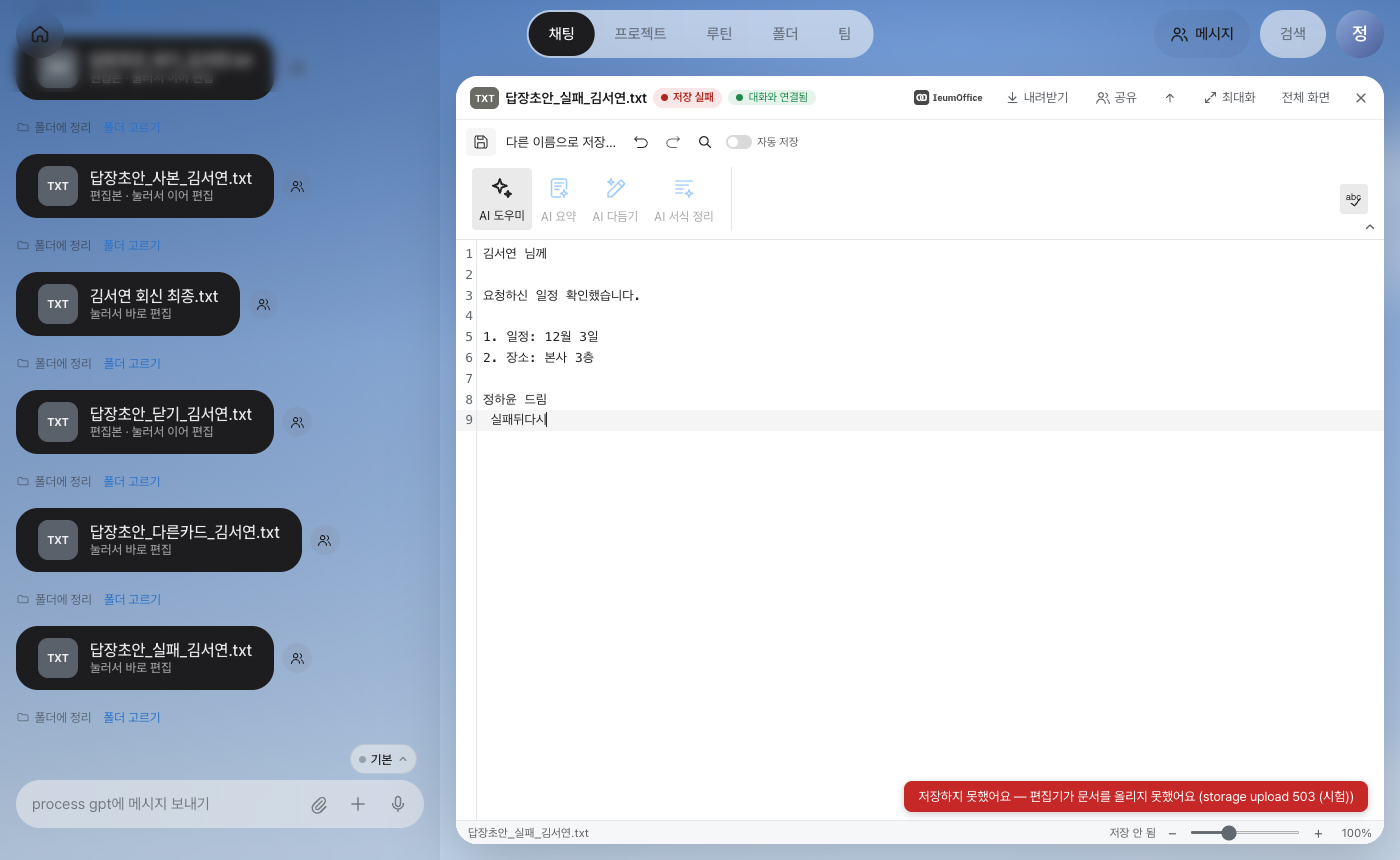 채팅
프로젝트
루틴
폴더
팀
메시지
검색
정
폴더에 정리 폴더 고르기
TXT
답장초안_사본_김서연.txt
편집본 · 눌러서 이어 편집
폴더에 정리 폴더 고르기
TXT
김서연 회신 최종.txt
눌러서 바로 편집
폴더에 정리 폴더 고르기
TXT
답장초안_닫기_김서연.txt
편집본 · 눌러서 이어 편집
폴더에 정리 폴더 고르기
TXT
답장초안_다른카드_김서연.txt
눌러서 바로 편집
폴더에 정리 폴더 고르기
TXT
답장초안_실패_김서연.txt
눌러서 바로 편집
폴더에 정리 폴더 고르기
기본
process gpt에 메시지 보내기
TXT 답장초안_실패_김서연.txt 저장 실패 대화와 연결됨 IeumOffice 내려받기 공유 최대화 전체 화면
다른 이름으로 저장... 자동 저장
AI 도우미 AI 요약 AI 다듬기 AI 서식 정리
abc
1 김서연 님께
2
3 요청하신 일정 확인했습니다.
4
5 1. 일정: 12월 3일
6 2. 장소: 본사 3층
7
8 정하윤 드림
9 실패뒤다시
저장하지 못했어요 — 편집기가 문서를 올리지 못했어요 (storage upload 503 (시험))
답장초안_실패_김서연.txt 저장 안 됨 100%